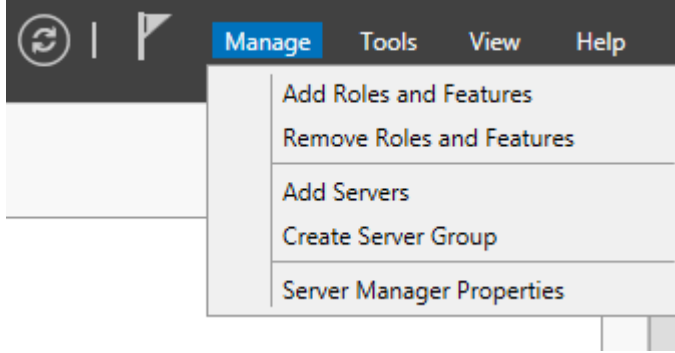 Manage Tools View Help
Add Roles and Features
Remove Roles and Features
Add Servers
Create Server Group
Server Manager Properties